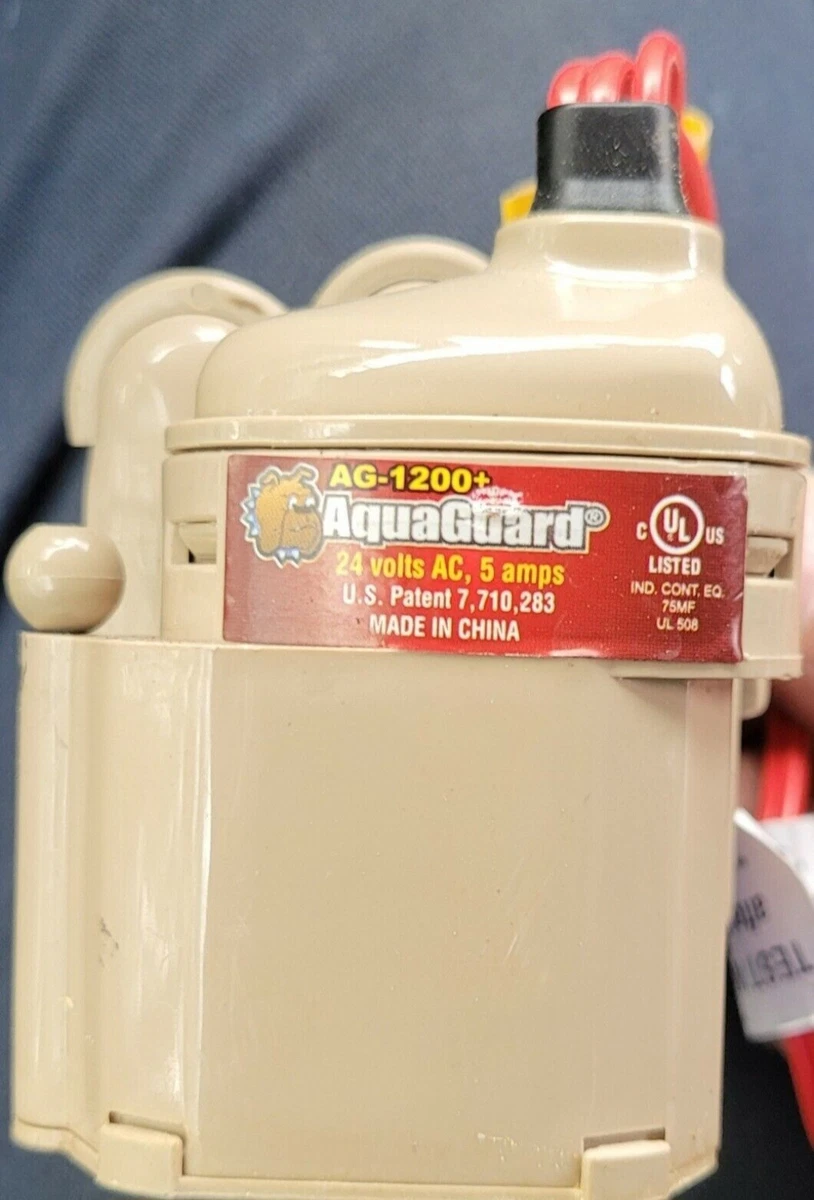 AG-1200+
AquaGuard®
24 volts AC, 5 amps
U.S. Patent 7,710,283
MADE IN CHINA
C UL US
LISTED
IND. CONT. EQ.
75MF
UL 508